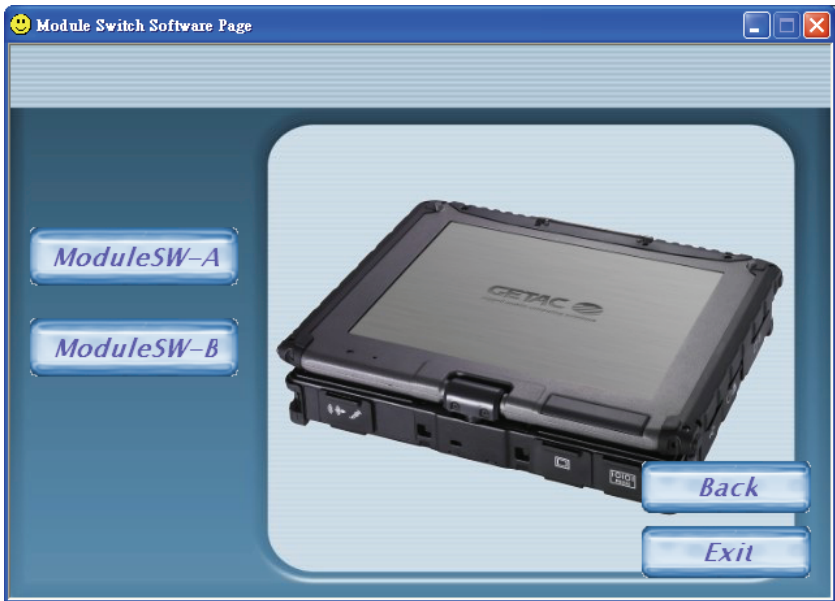 Module Switch Software Page
ModuleSW-A
ModuleSW-B
GETAC
Back
Exit